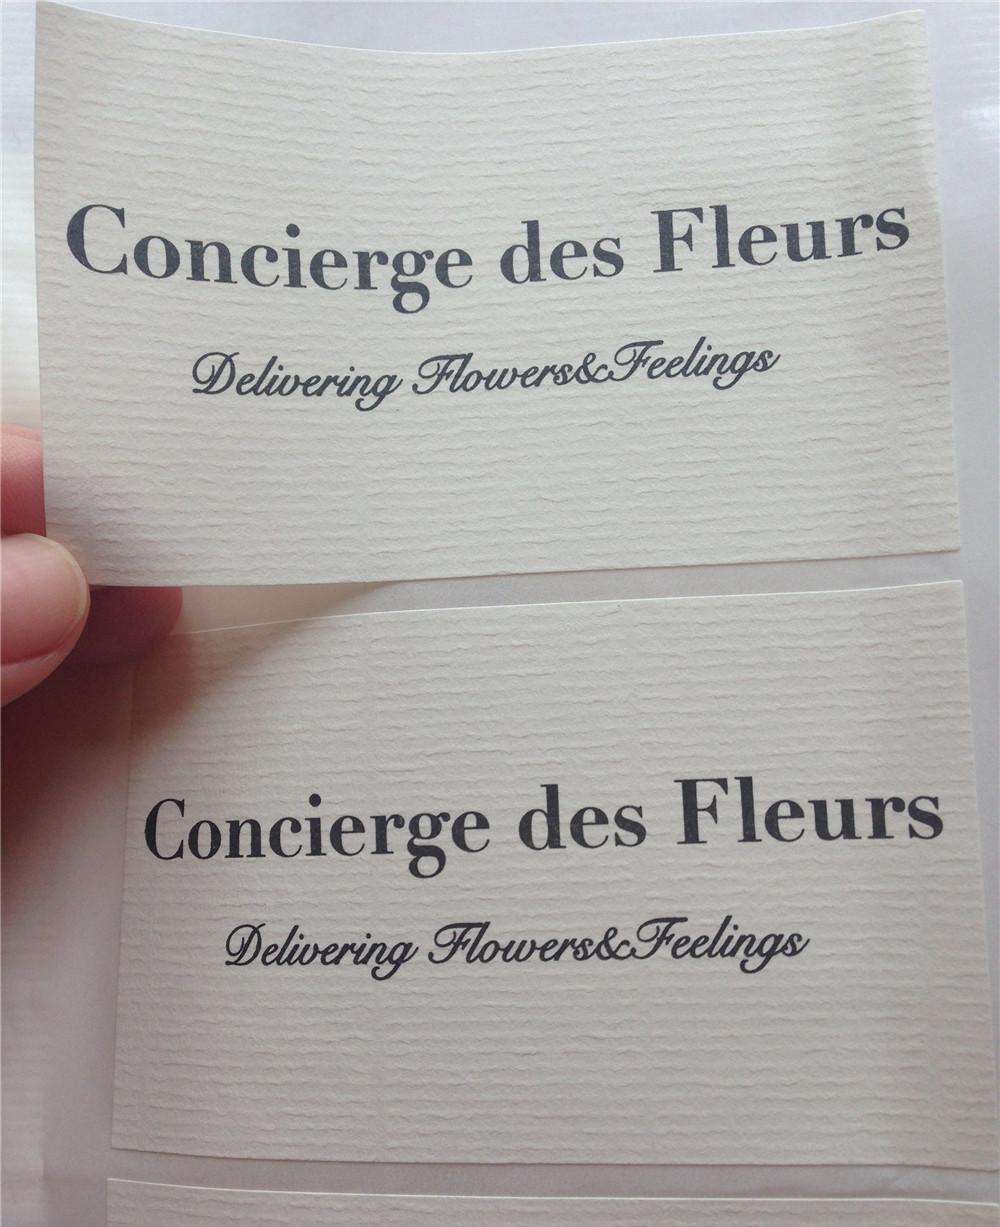 Concierge des Fleurs
Delivering Flowers&Feelings
Concierge des Fleurs
Delivering Flowers&Feelings